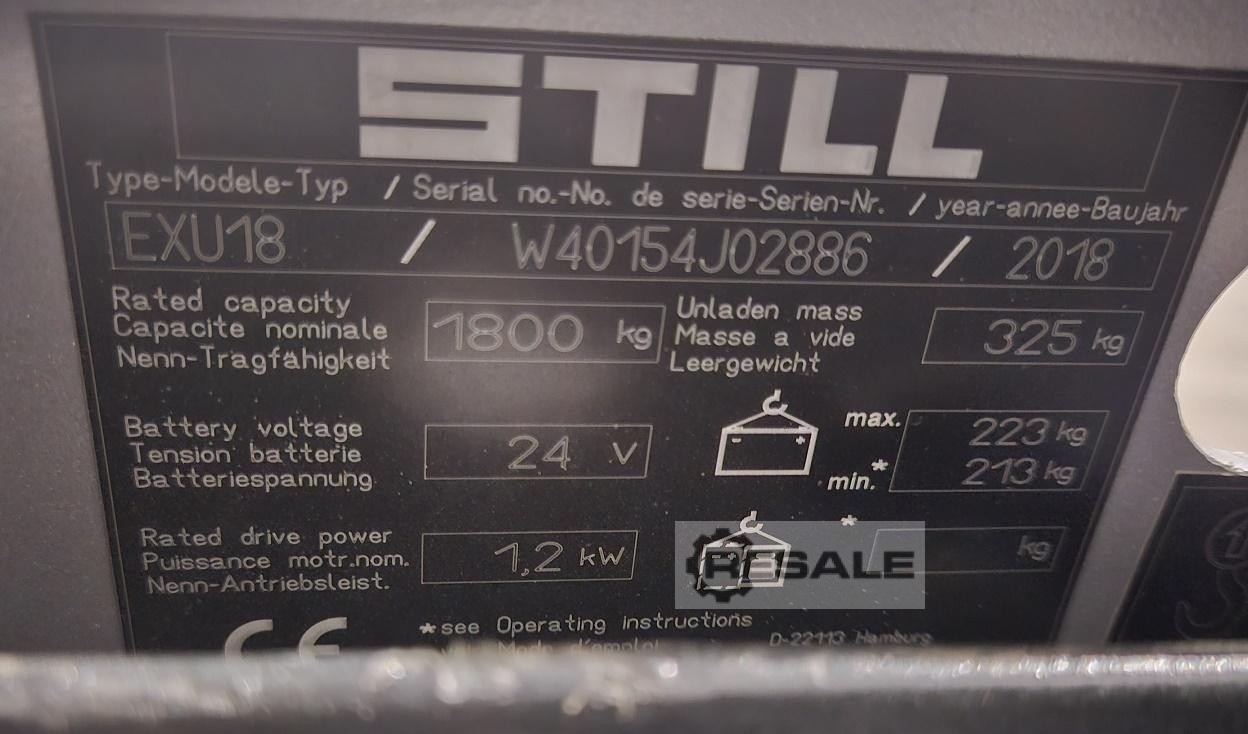 STILL
Type-Modele-Typ / Serial no.-No. de serie-Serien-Nr. / year-annee-Baujahr
EXU18 / W40154J02886 / 2018
Rated capacity
Capacite nominale
Nenn-Tragfähigkeit
1800 kg
Unladen mass
Masse a vide
Leergewicht
325 kg
Battery voltage
Tension batterie
Batteriespannung
24 V
max. 223 kg
min.* 213 kg
Rated drive power
Puissance motr.nom.
Nenn-Antriebsleist.
1,2 kW
*
kg
RESALE
CE
*see Operating instructions
D-22113 Hamburg